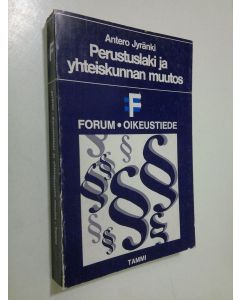 Antero Jyränki
Perustuslaki ja
yhteiskunnan muutos
F
FORUM • OIKEUSTIEDE
TAMMI
F